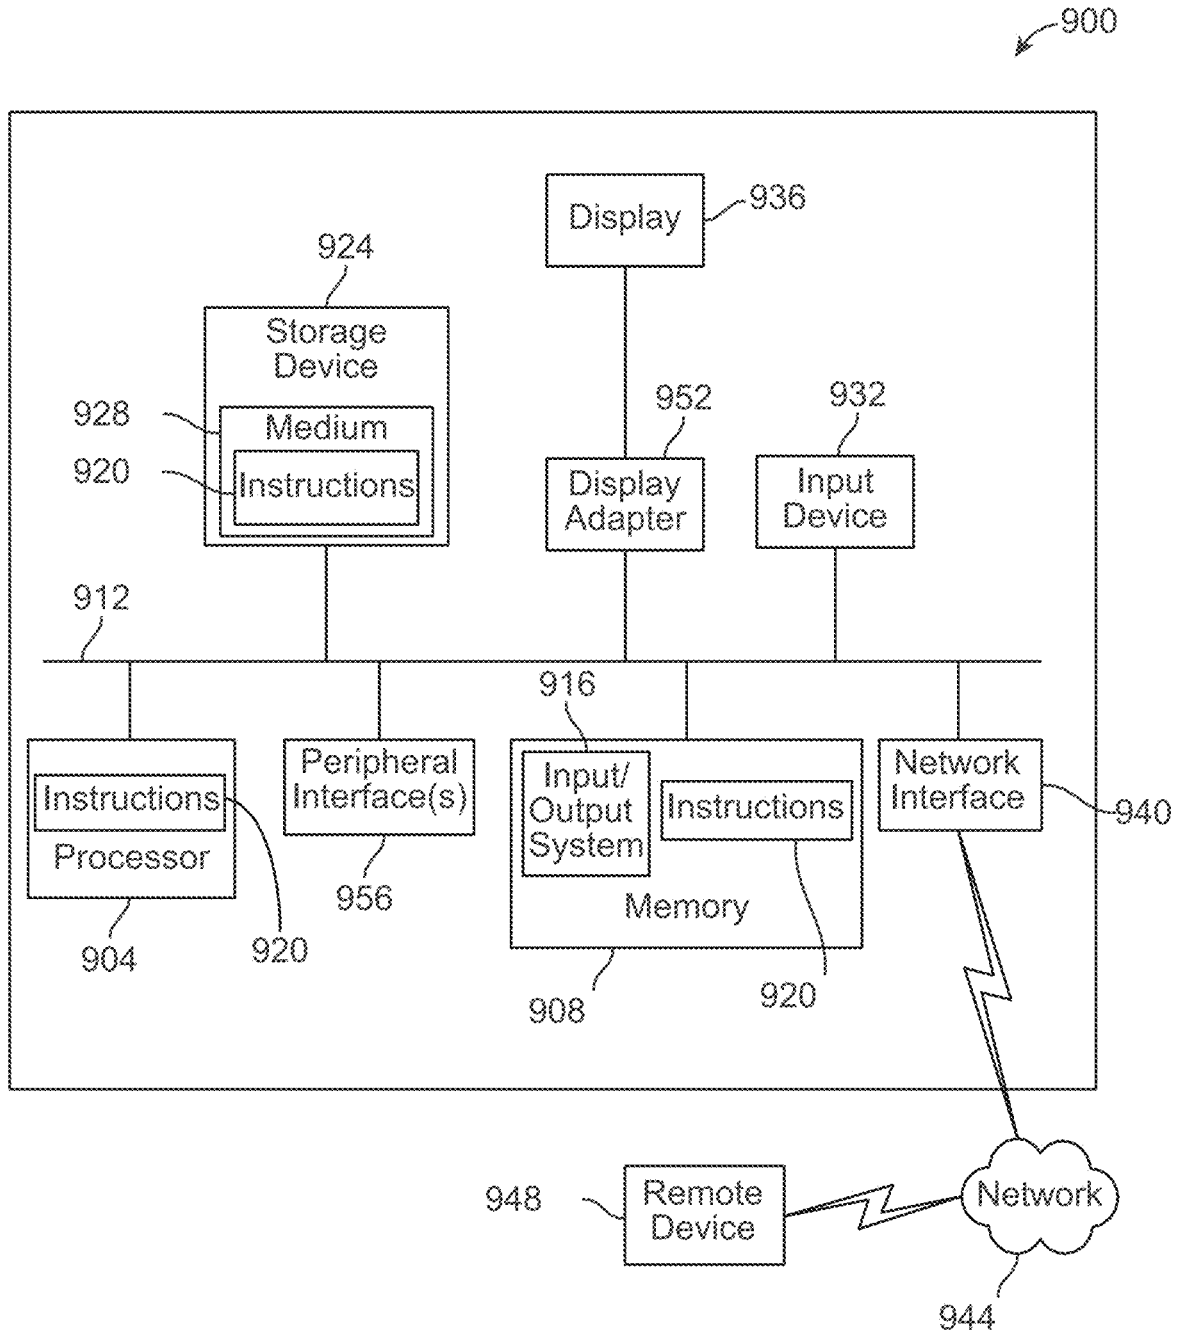 900
Display
936
924
Storage
Device
928
Medium
920
Instructions
952
Display
Adapter
932
Input
Device
912
916
Instructions
Processor
904
920
Peripheral
Interface(s)
956
Input/
Output
System
Instructions
Memory
908
920
Network
Interface
940
948
Remote
Device
Network
944